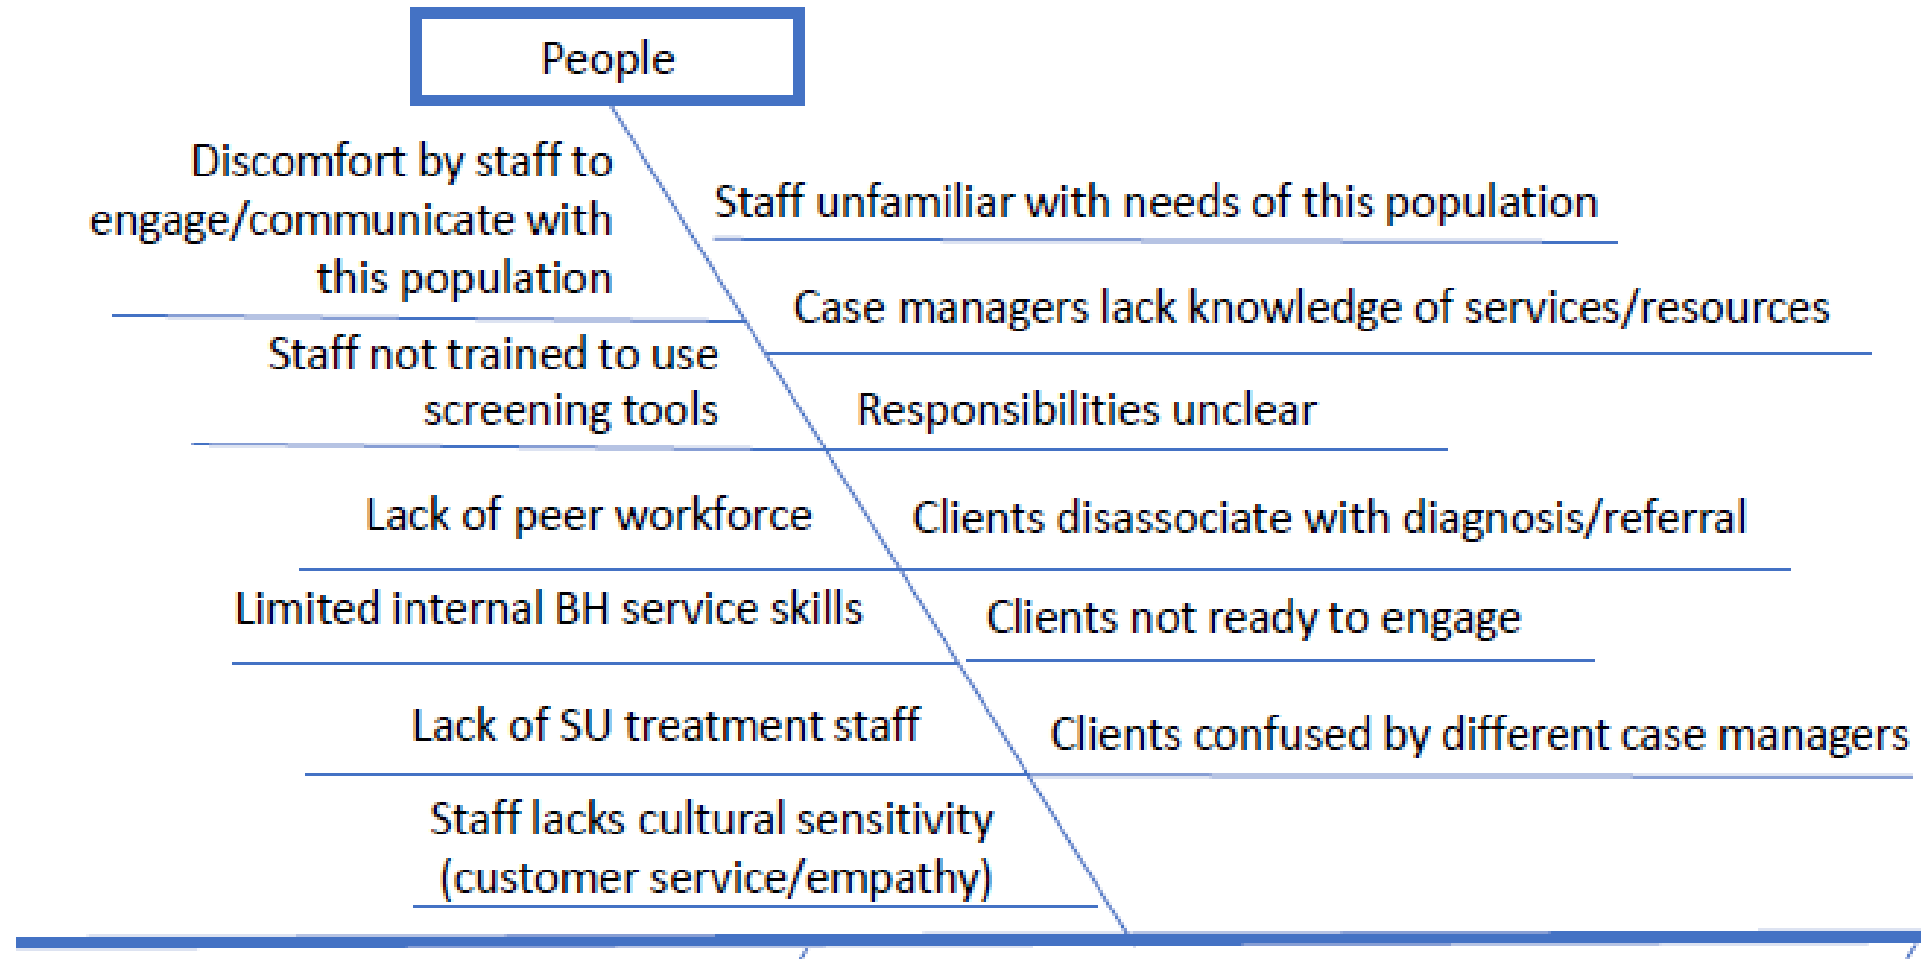 People
Discomfort by staff to
engage/communicate with
this population
Staff unfamiliar with needs of this population
Case managers lack knowledge of services/resources
Staff not trained to use
screening tools
Responsibilities unclear
Lack of peer workforce
Clients disassociate with diagnosis/referral
Limited internal BH service skills
Clients not ready to engage
Lack of SU treatment staff
Clients confused by different case managers
Staff lacks cultural sensitivity
(customer service/empathy)